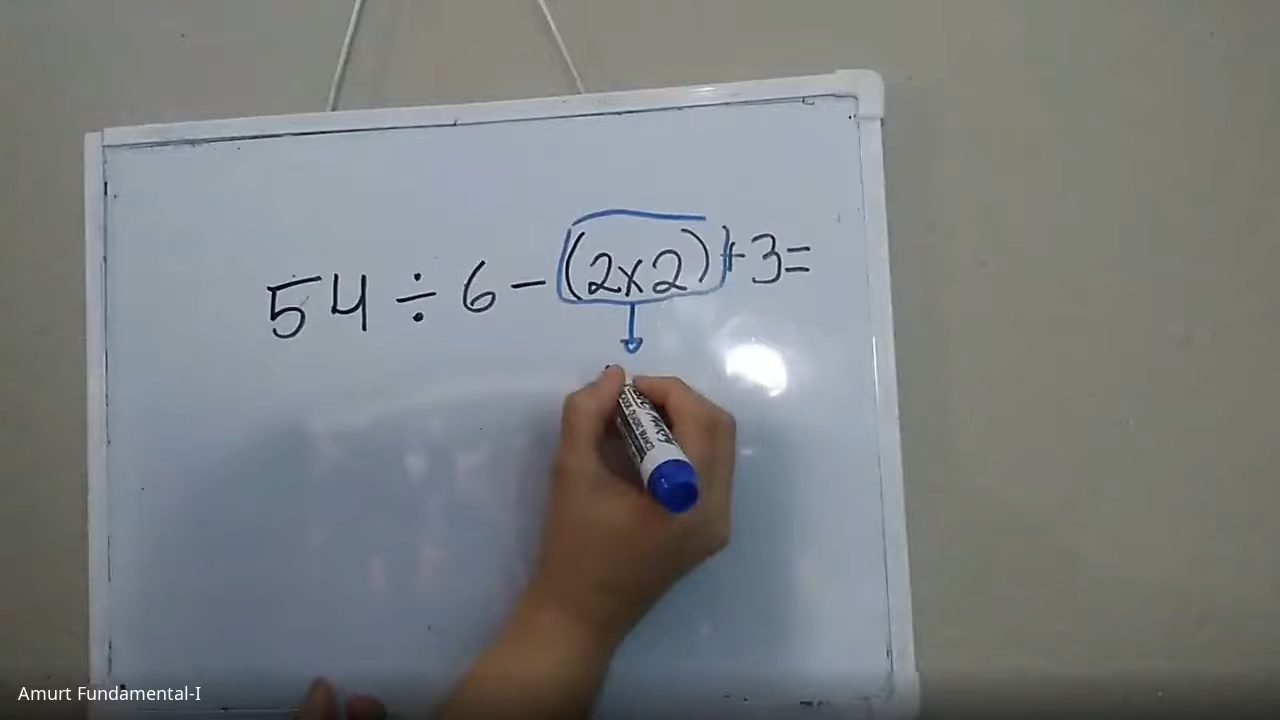 54 ÷ 6 - (2x2) + 3 =
Amurt Fundamental-I